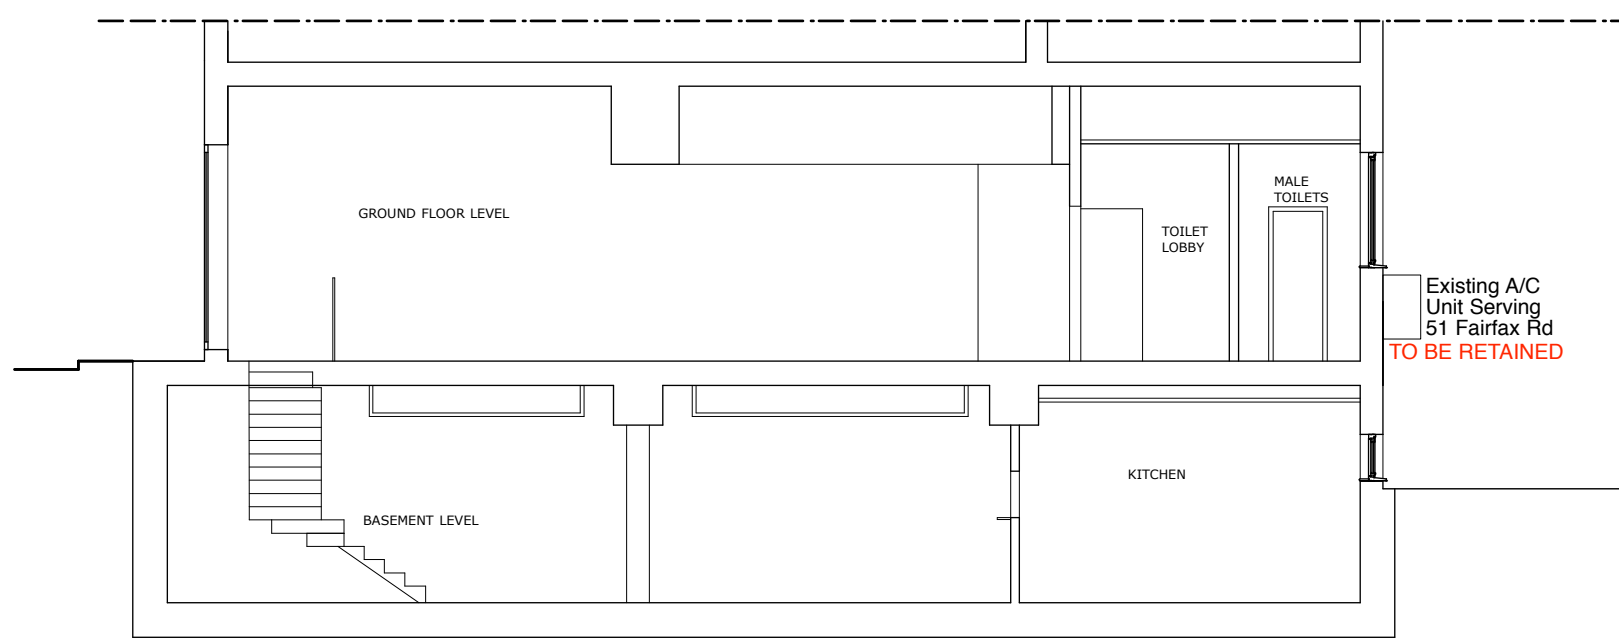 GROUND FLOOR LEVEL
MALE
TOILETS
TOILET
LOBBY
Existing A/C
Unit Serving
51 Fairfax Rd
TO BE RETAINED
KITCHEN
BASEMENT LEVEL